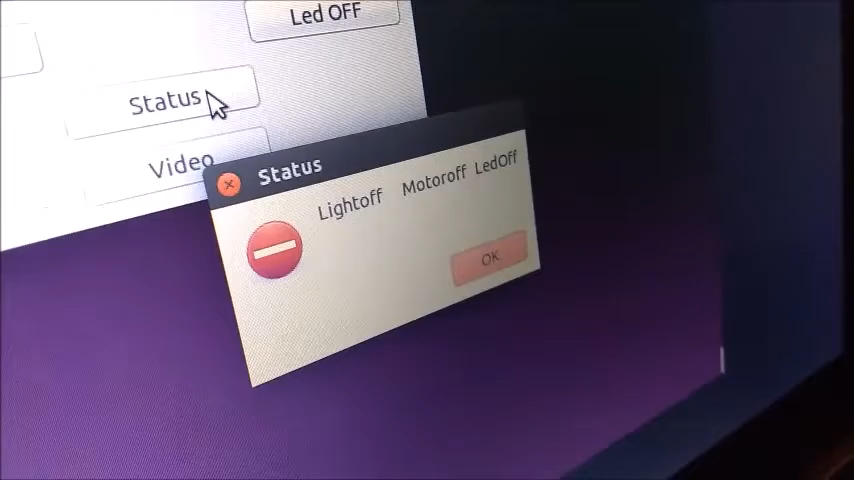 Led OFF
Status
Video
Status
Lightoff Motoroff LedOff
OK